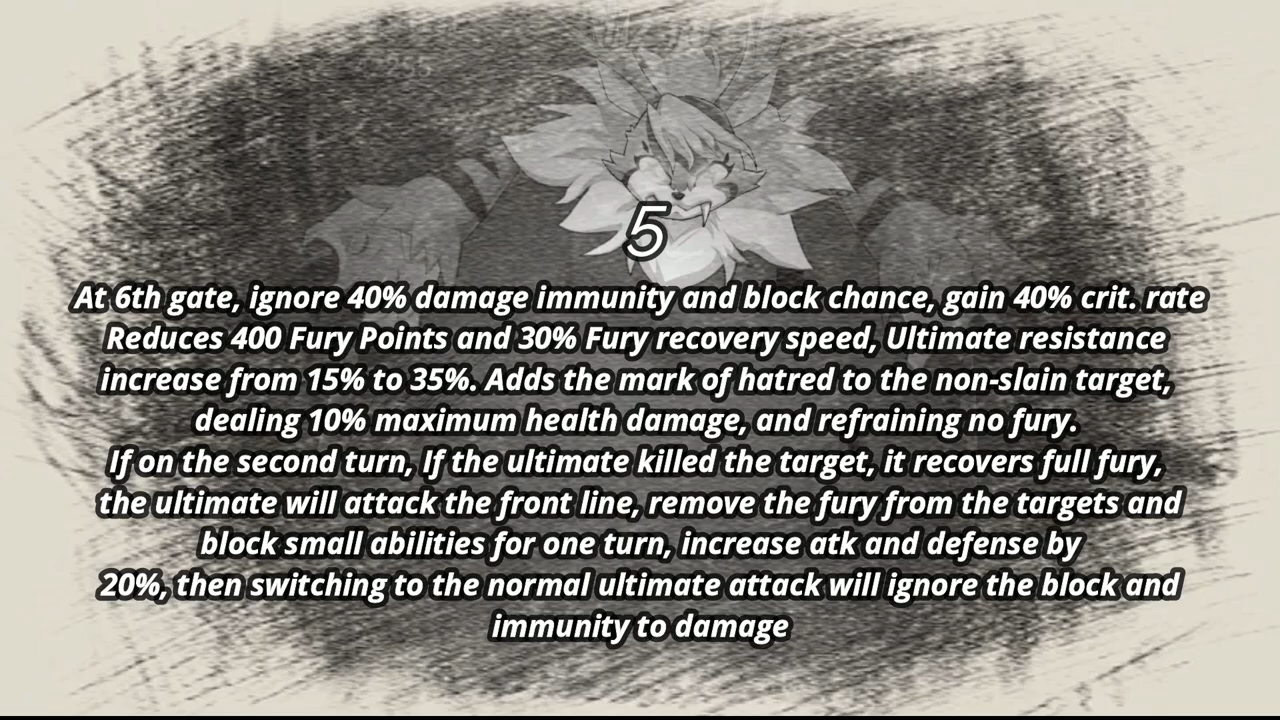 5
At 6th gate, ignore 40% damage immunity and block chance, gain 40% crit. rate
Reduces 400 Fury Points and 30% Fury recovery speed, Ultimate resistance
increase from 15% to 35%. Adds the mark of hatred to the non-slain target,
dealing 10% maximum health damage, and refraining no fury.
If on the second turn, If the ultimate killed the target, it recovers full fury,
the ultimate will attack the front line, remove the fury from the targets and
block small abilities for one turn, increase atk and defense by
20%, then switching to the normal ultimate attack will ignore the block and
immunity to damage